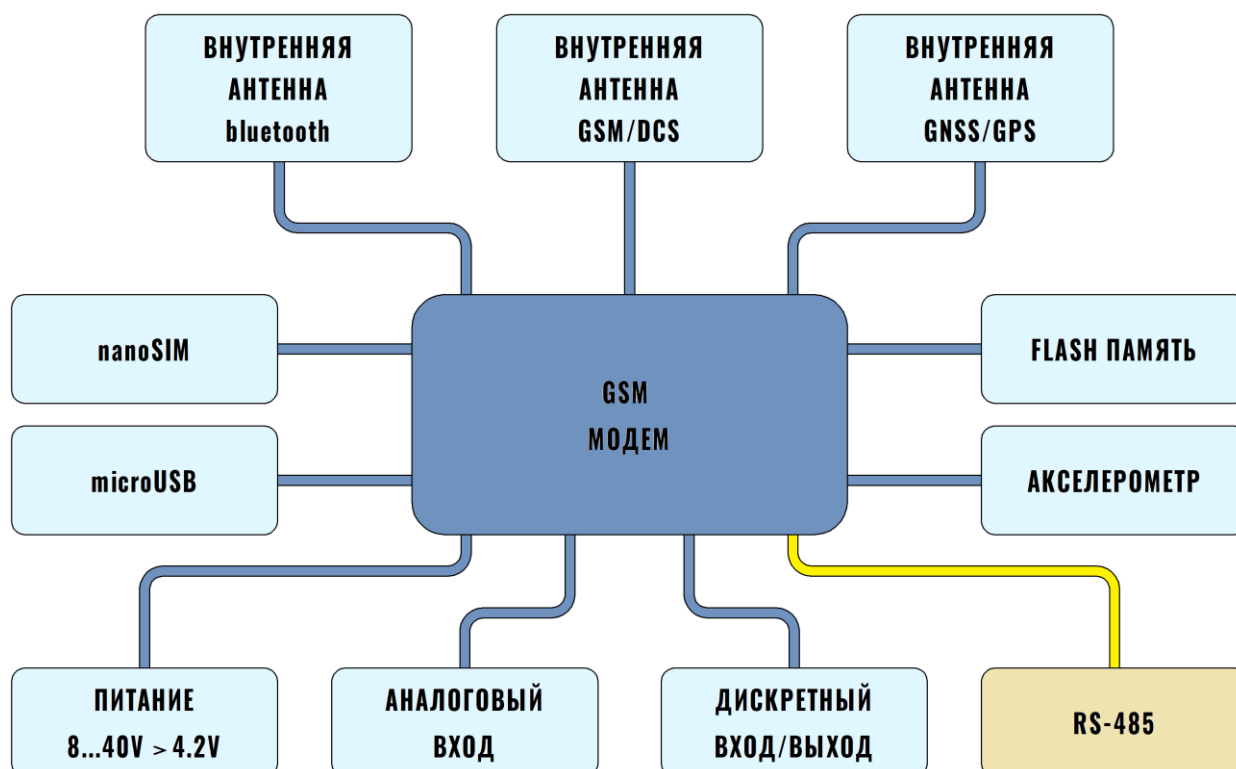 ВНУТРЕННЯЯ
АНТЕННА
bluetooth
ВНУТРЕННЯЯ
АНТЕННА
GSM/DCS
ВНУТРЕННЯЯ
АНТЕННА
GNSS/GPS
nanoSIM
GSM
МОДЕМ
FLASH ПАМЯТЬ
microUSB
АКСЕЛЕРОМЕТР
ПИТАНИЕ
8...40V > 4.2V
АНАЛОГОВЫЙ
ВХОД
ДИСКРЕТНЫЙ
ВХОД/ВЫХОД
RS-485